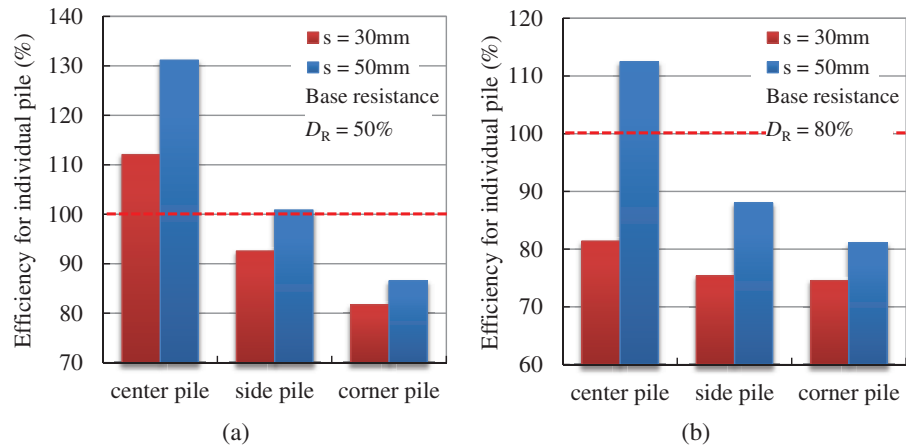 Efficiency for individual pile (%)
140
130
120
110
100
90
80
70
s = 30mm
s = 50mm
Base resistance
D_R = 50%
center pile side pile corner pile
(a)
Efficiency for individual pile (%)
120
110
100
90
80
70
60
s = 30mm
s = 50mm
Base resistance
D_R = 80%
center pile side pile corner pile
(b)